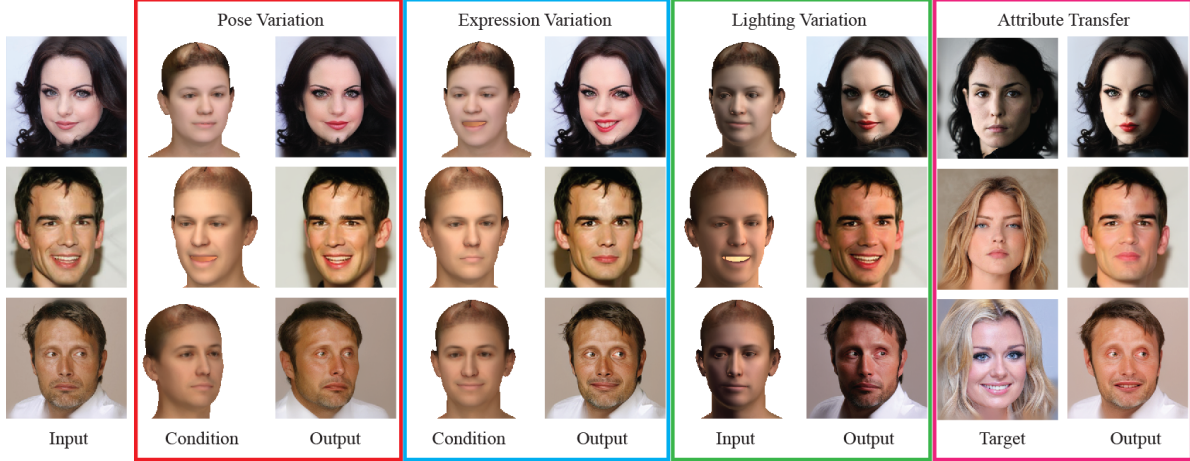 Pose Variation
Expression Variation
Lighting Variation
Attribute Transfer
Input
Condition
Output
Condition
Output
Input
Output
Target
Output